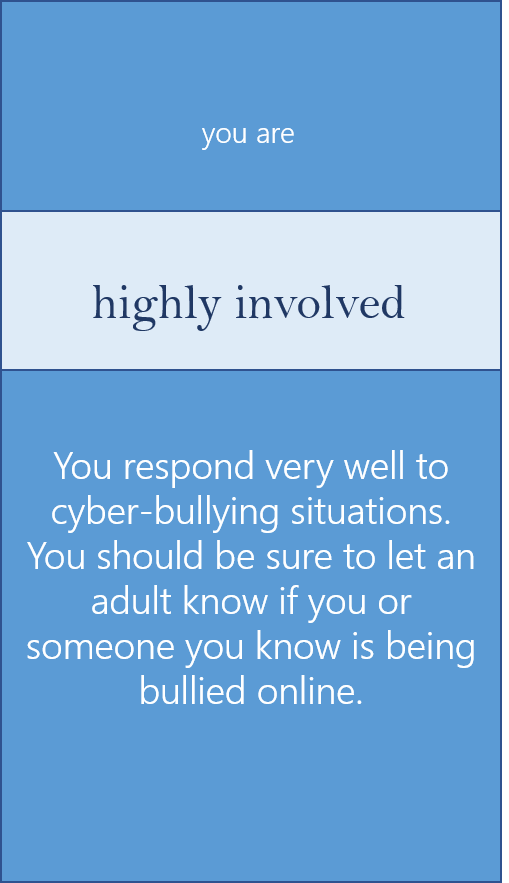 you are
highly involved
You respond very well to
cyber-bullying situations.
You should be sure to let an
adult know if you or
someone you know is being
bullied online.